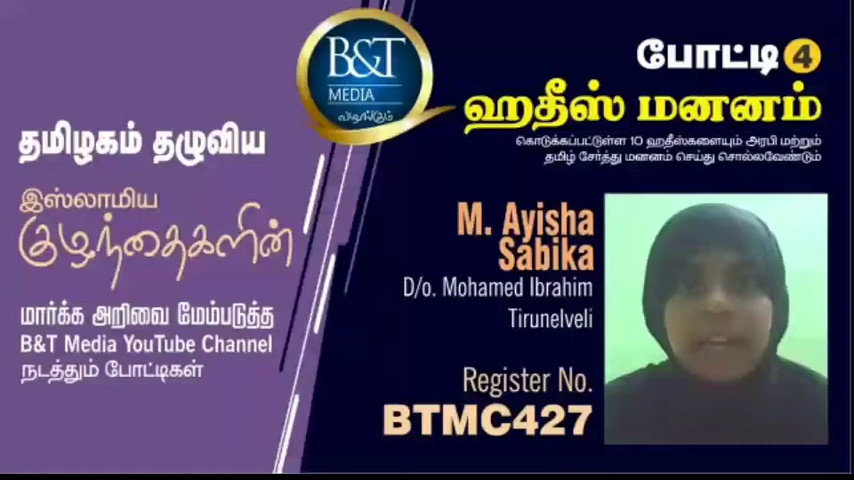 B&T
MEDIA
வழங்கும்
தமிழகம் தழுவிய
இஸ்லாமிய
குழந்தைகளின்
மார்க்க அறிவை மேம்படுத்த
B&T Media YouTube Channel
நடத்தும் போட்டிகள்
போட்டி 4
ஹதீஸ் மனனம்
கொடுக்கப்பட்டுள்ள 10 ஹதீஸ்களையும் அரபி மற்றும்
தமிழ் சேர்த்து மனனம் செய்து சொல்லவேண்டும்
M. Ayisha
Sabika
D/o. Mohamed Ibrahim
Tirunelveli
Register No.
BTMC427